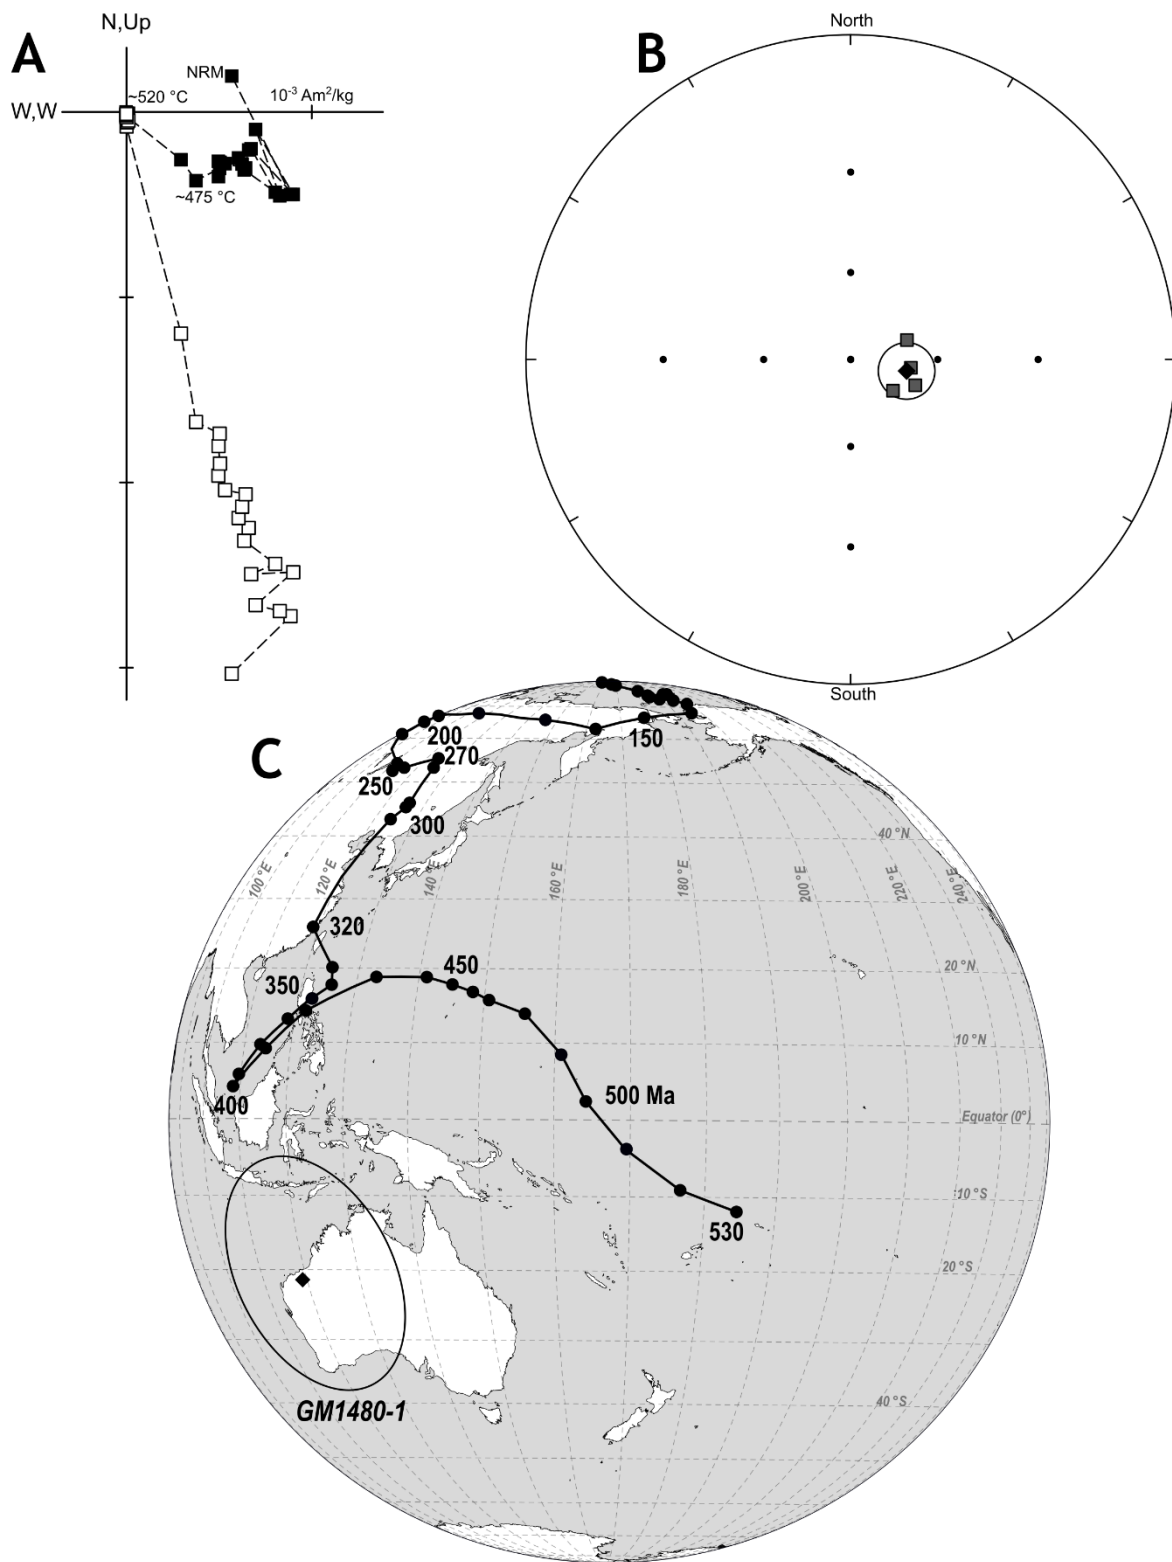 A
N,Up
NRM
~520 °C
10-3 Am2/kg
W,W
~475 °C
B
North
South
C
200
270
150
250
300
40 °N
100 °E
120 °E
140 °E
160 °E
180 °E
200 °E
220 °E
240 °E
320
20 °N
450
350
10 °N
400
500 Ma
Equator (0°)
10 °S
530
20 °S
40 °S
GM1480-1